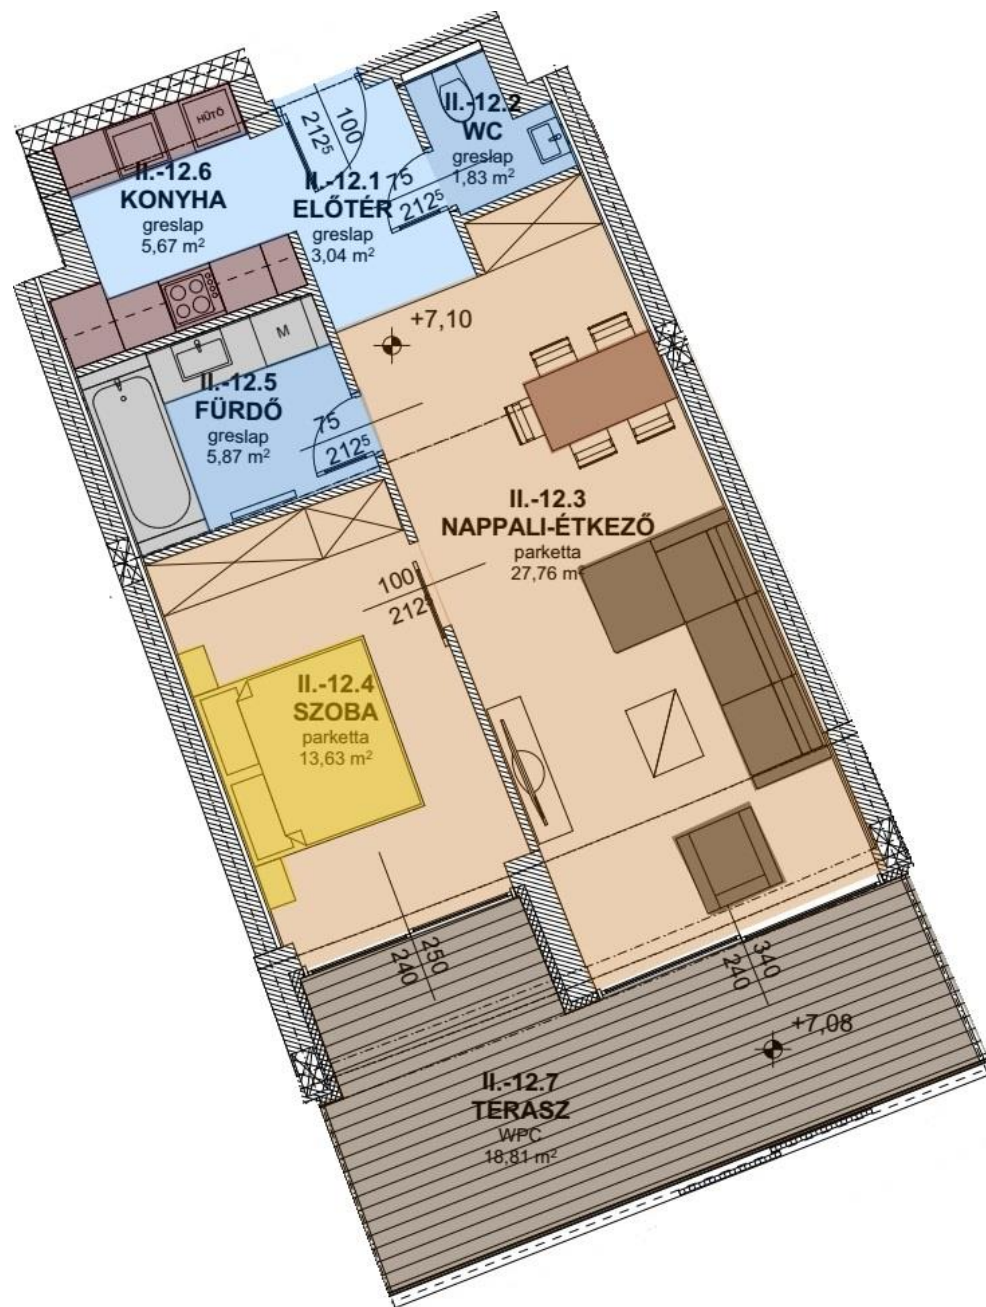 HŰTŐ
II.-12.6
KONYHA
greslap
5,67 m²
100
212⁵
II.-12.1
ELŐTÉR
greslap
3,04 m²
II.-12.2
WC
greslap
1,83 m²
75
212⁵
+7,10
M
II.-12.5
FÜRDŐ
greslap
5,87 m²
75
212⁵
II.-12.3
NAPPALI-ÉTKEZŐ
parketta
27,76 m²
100
212⁵
II.-12.4
SZOBA
parketta
13,63 m²
250
240
340
240
+7,08
II.-12.7
TERASZ
WPC
18,81 m²